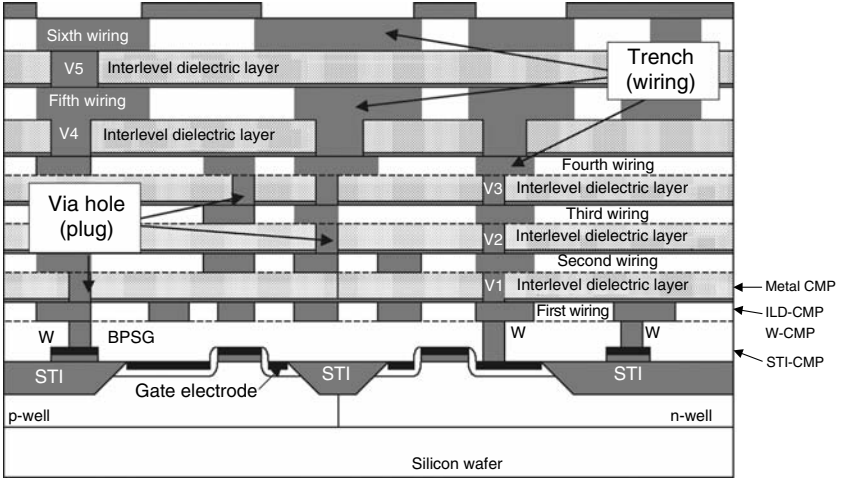 Sixth wiring
Trench
(wiring)
V5
Interlevel dielectric layer
Fifth wiring
V4
Interlevel dielectric layer
Fourth wiring
V3
Interlevel dielectric layer
Via hole
(plug)
Third wiring
V2
Interlevel dielectric layer
Second wiring
V1
Interlevel dielectric layer
Metal CMP
First wiring
ILD-CMP
W
BPSG
W
W
W-CMP
STI-CMP
STI
STI
STI
Gate electrode
p-well
n-well
Silicon wafer